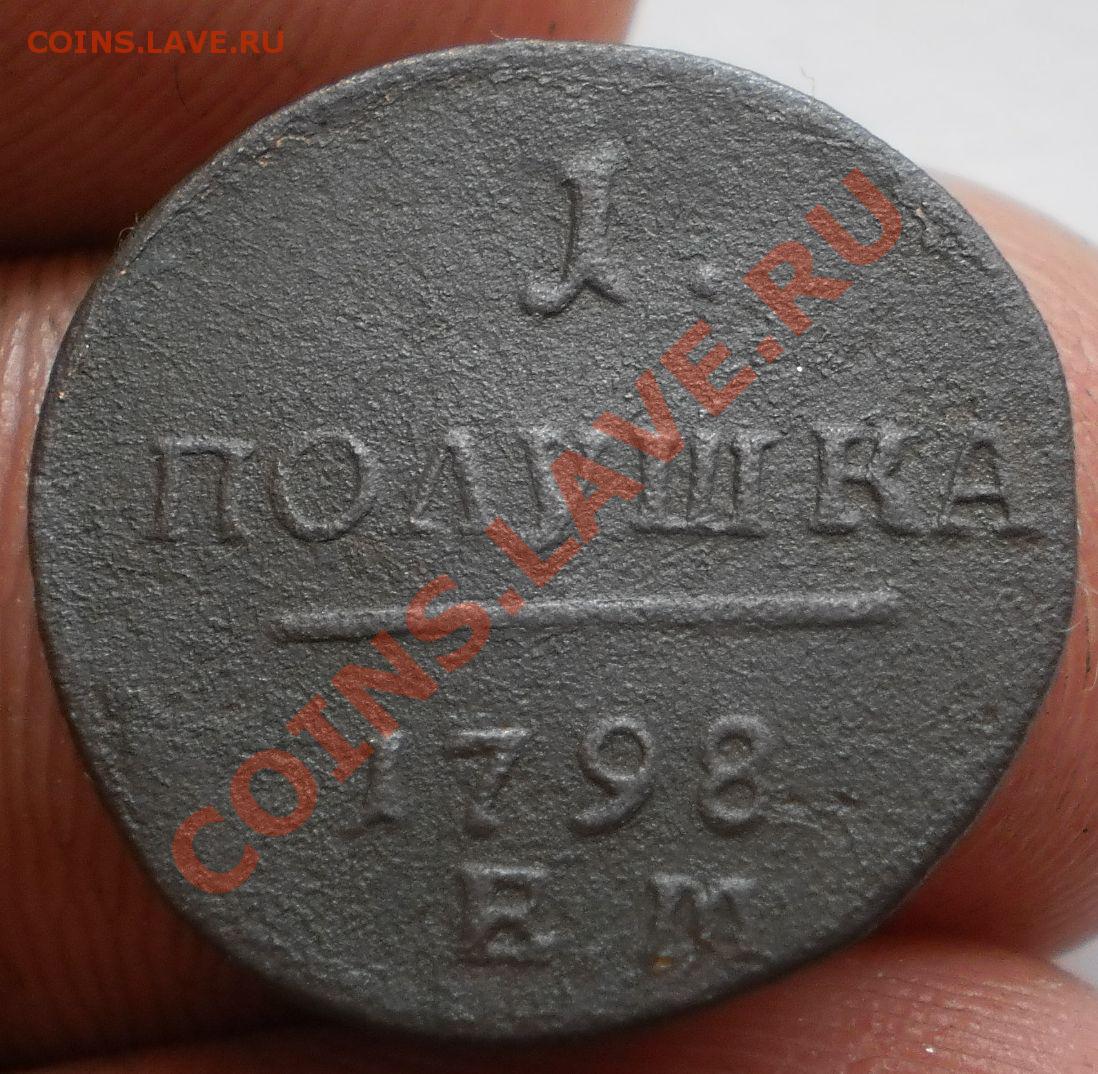 COINS.LAVE.RU
1.
ПОЛУШКА
1798
ЕМ
COINS.LAVE.RU